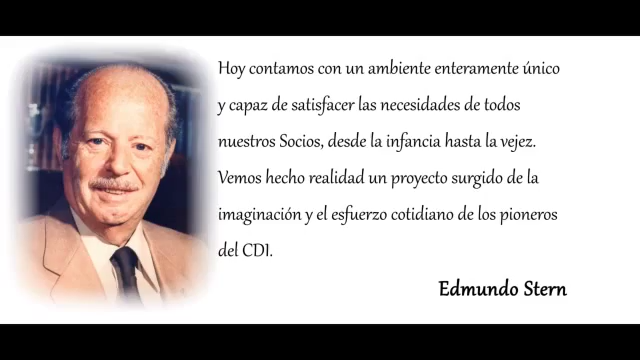 Hoy contamos con un ambiente enteramente único
y capaz de satisfacer las necesidades de todos
nuestros Socios, desde la infancia hasta la vejez.
Vemos hecho realidad un proyecto surgido de la
imaginación y el esfuerzo cotidiano de los pioneros
del CDI.
Edmundo Stern